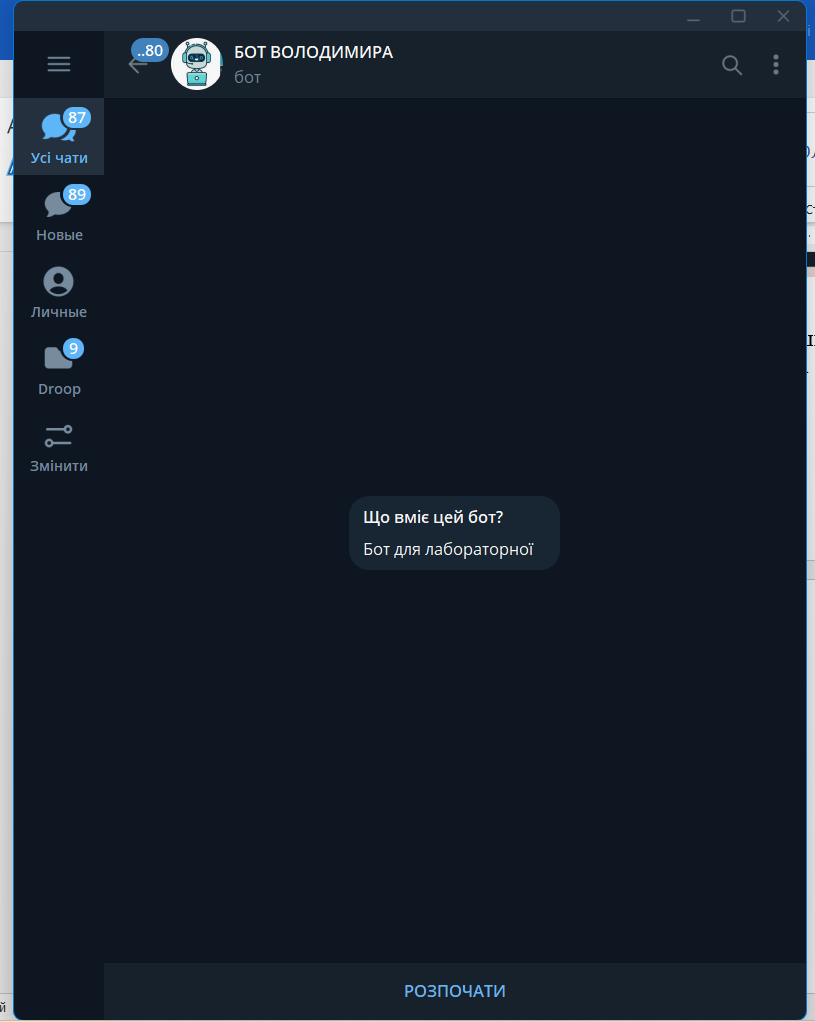 ..80
БОТ ВОЛОДИМИРА
бот
87
Усі чати
89
Новые
Личные
9
Droop
Змінити
Що вміє цей бот?
Бот для лабораторної
РОЗПОЧАТИ